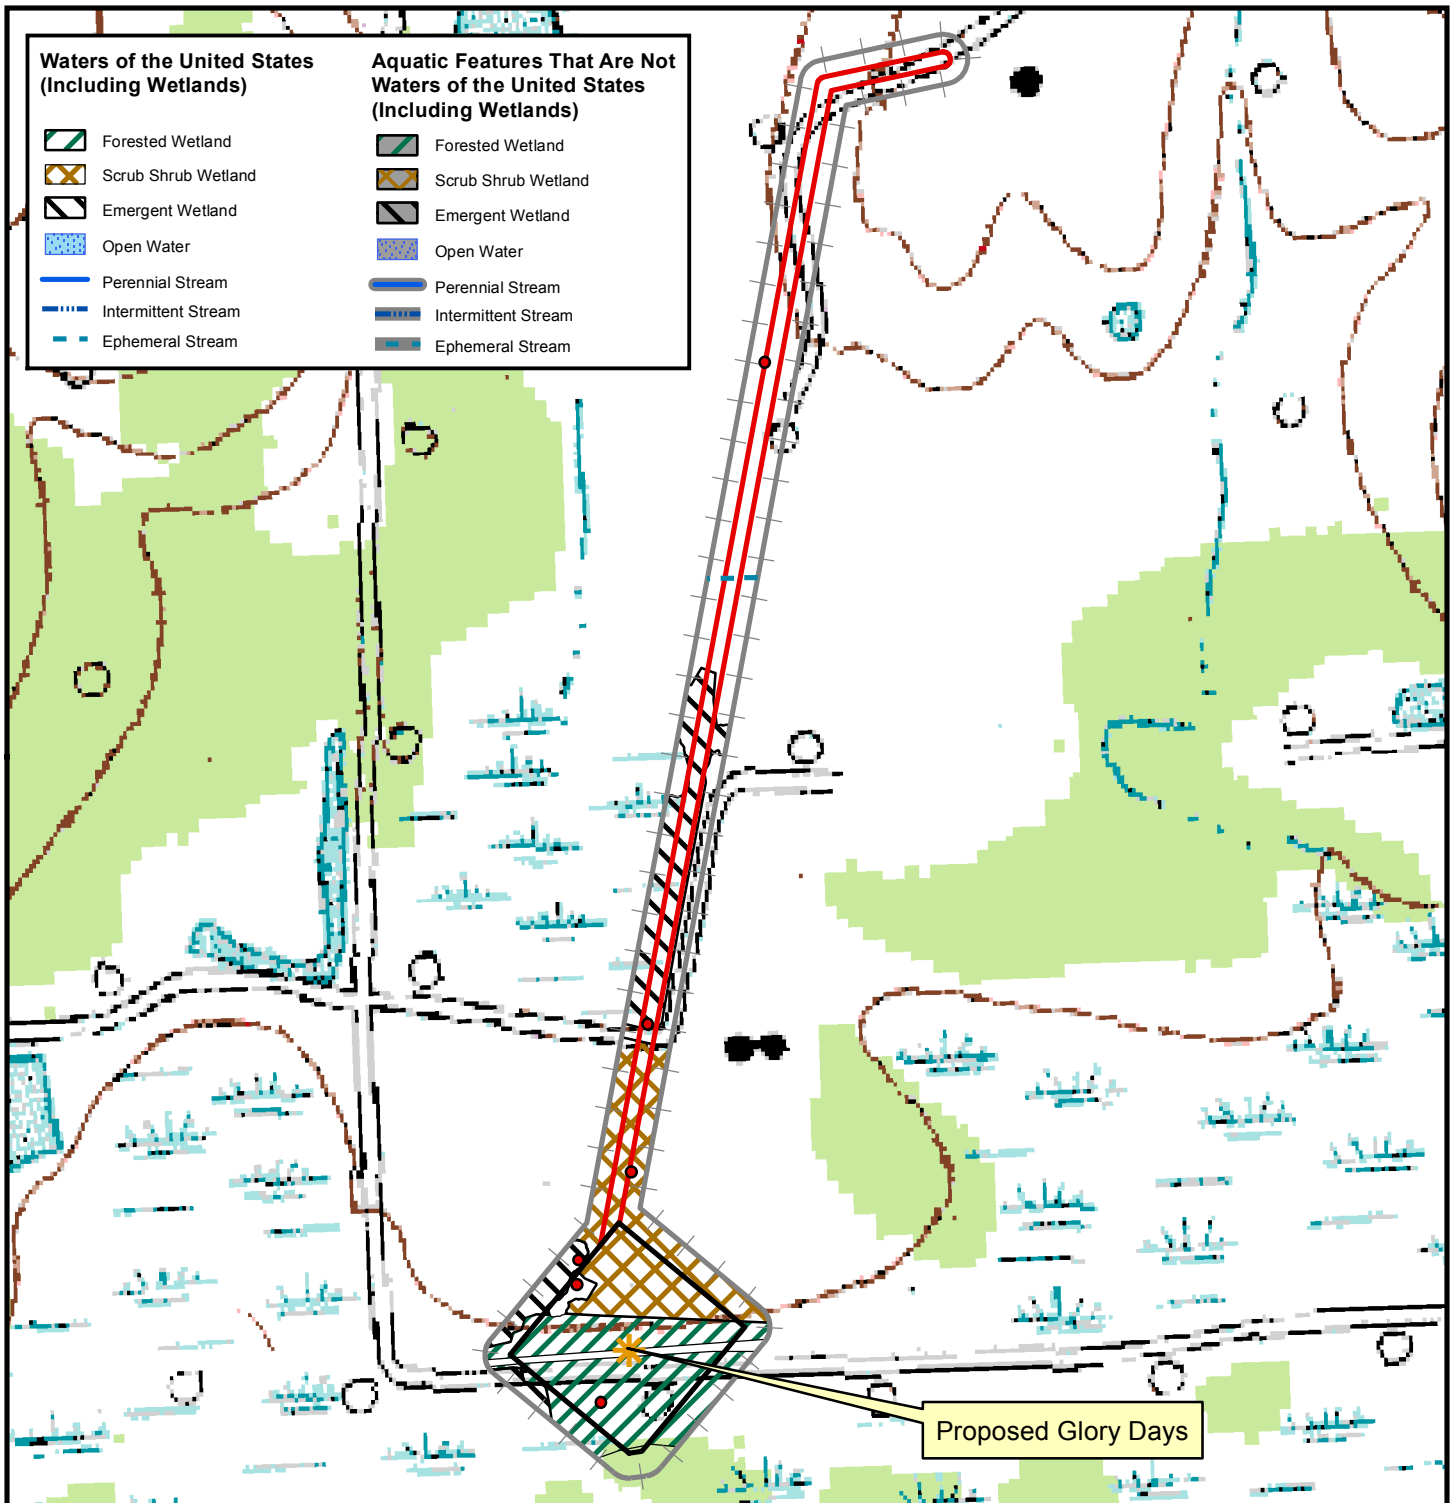 Waters of the United States
(Including Wetlands)
Forested Wetland
Scrub Shrub Wetland
Emergent Wetland
Open Water
Perennial Stream
Intermittent Stream
Ephemeral Stream
Aquatic Features That Are Not
Waters of the United States
(Including Wetlands)
Forested Wetland
Scrub Shrub Wetland
Emergent Wetland
Open Water
Perennial Stream
Intermittent Stream
Ephemeral Stream
Proposed Glory Days